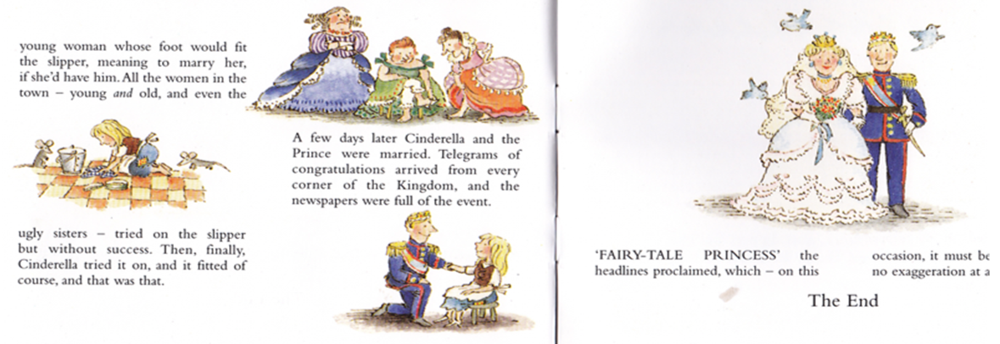 young woman whose foot would fit
the slipper, meaning to marry her,
if she'd have him. All the women in the
town – young and old, and even the
ugly sisters – tried on the slipper
but without success. Then, finally,
Cinderella tried it on, and it fitted of
course, and that was that.
A few days later Cinderella and the
Prince were married. Telegrams of
congratulations arrived from every
corner of the Kingdom, and the
newspapers were full of the event.
'FAIRY-TALE PRINCESS' the
headlines proclaimed, which – on this
occasion, it must be
no exaggeration at a
The End